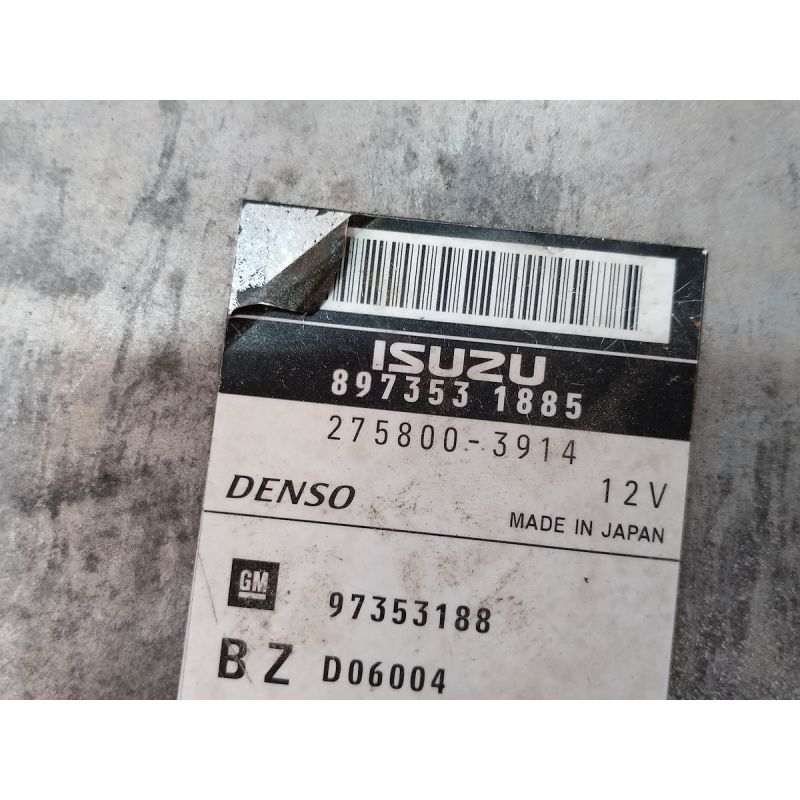 ISUZU
897353 1885
275800-3914
DENSO 12V
MADE IN JAPAN
GM 97353188
BZ D06004